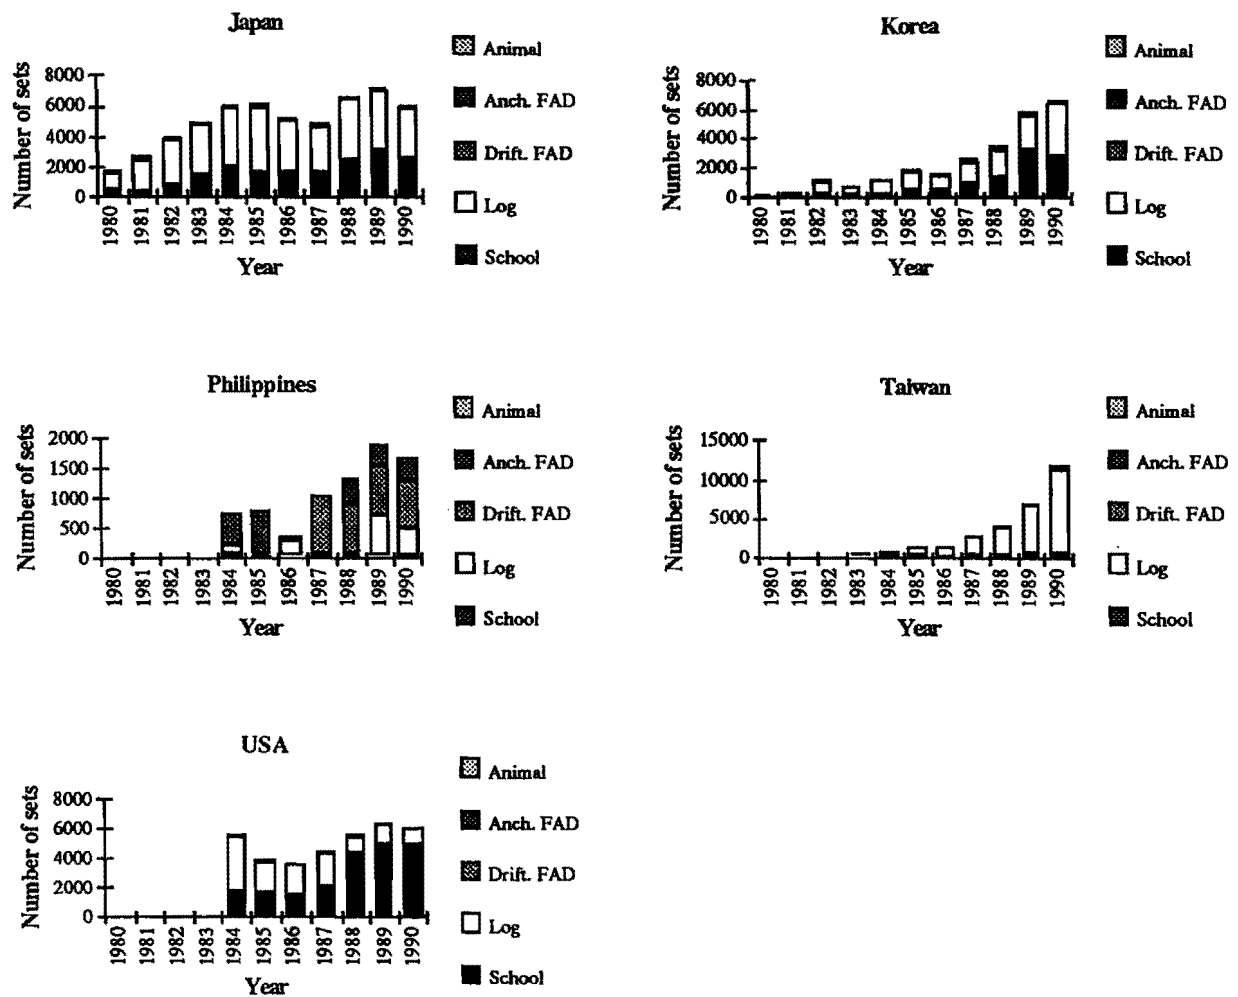 Japan
Number of sets
8000
6000
4000
2000
0
1980 1981 1982 1983 1984 1985 1986 1987 1988 1989 1990
Year
Animal
Anch. FAD
Drift. FAD
Log
School
Korea
Number of sets
8000
6000
4000
2000
0
1980 1981 1982 1983 1984 1985 1986 1987 1988 1989 1990
Year
Animal
Anch. FAD
Drift. FAD
Log
School
Philippines
Number of sets
2000
1500
1000
500
0
1980 1981 1982 1983 1984 1985 1986 1987 1988 1989 1990
Year
Animal
Anch. FAD
Drift. FAD
Log
School
Taiwan
Number of sets
15000
10000
5000
0
1980 1981 1982 1983 1984 1985 1986 1987 1988 1989 1990
Year
Animal
Anch. FAD
Drift. FAD
Log
School
USA
Number of sets
8000
6000
4000
2000
0
1980 1981 1982 1983 1984 1985 1986 1987 1988 1989 1990
Year
Animal
Anch. FAD
Drift. FAD
Log
School